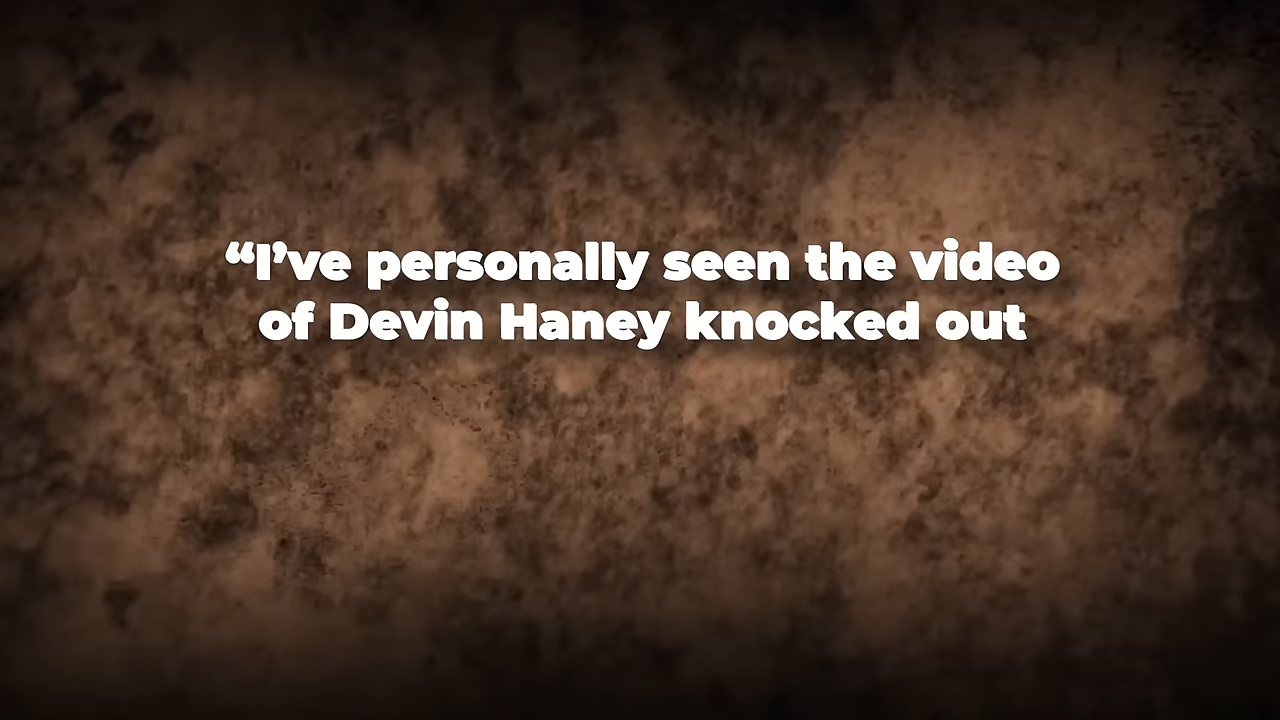 “I’ve personally seen the video
of Devin Haney knocked out